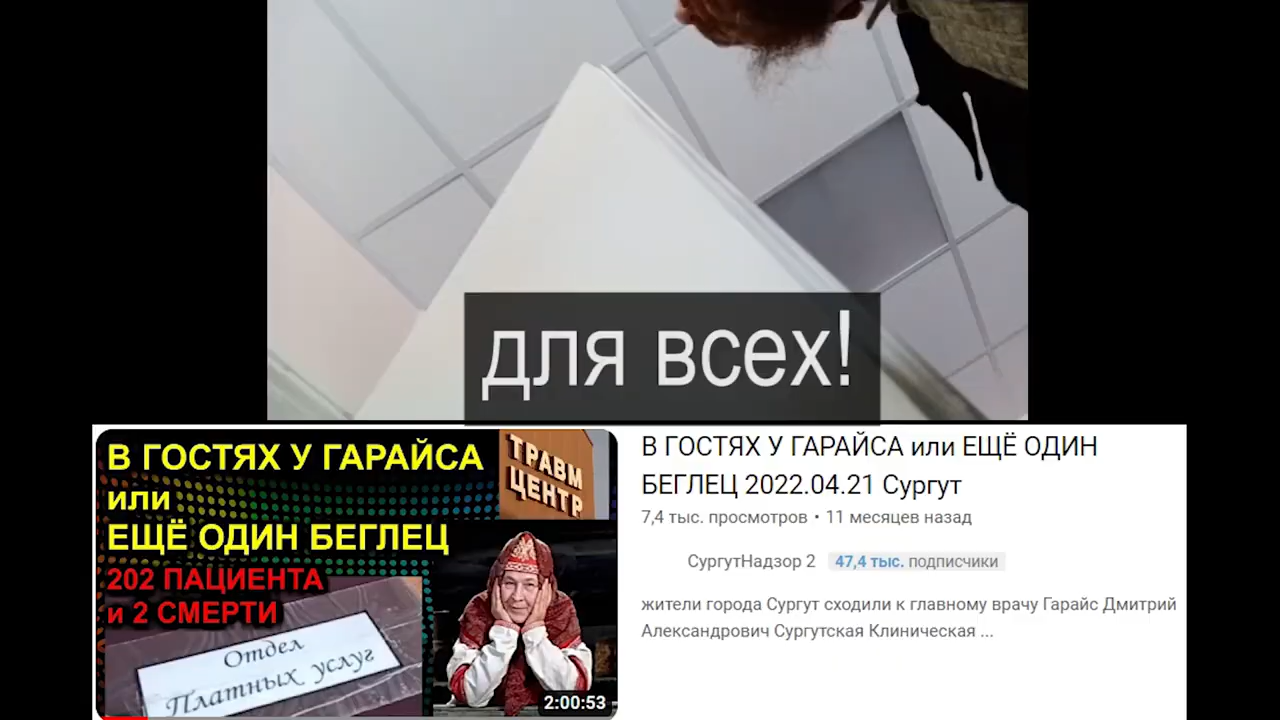 для всех!
В ГОСТЯХ У ГАРАЙСА
или
ЕЩЁ ОДИН БЕГЛЕЦ
202 ПАЦИЕНТА
и 2 СМЕРТИ
ТРАВМ
ЦЕНТР
Отдел
Платных услуг
2:00:53
В ГОСТЯХ У ГАРАЙСА или ЕЩЁ ОДИН
БЕГЛЕЦ 2022.04.21 Сургут
7,4 тыс. просмотров • 11 месяцев назад
СургутНадзор 2 47,4 тыс. подписчики
жители города Сургут сходили к главному врачу Гарайс Дмитрий
Александрович Сургутская Клиническая ...